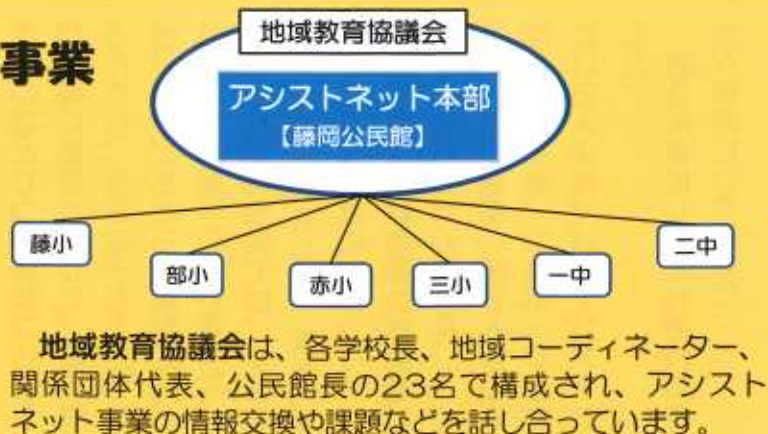 事業
地域教育協議会
アシストネット本部
【藤岡公民館】
藤小
部小
赤小
三小
一中
二中
地域教育協議会は、各学校長、地域コーディネーター、
関係団体代表、公民館長の23名で構成され、アシスト
ネット事業の情報交換や課題などを話し合っています。